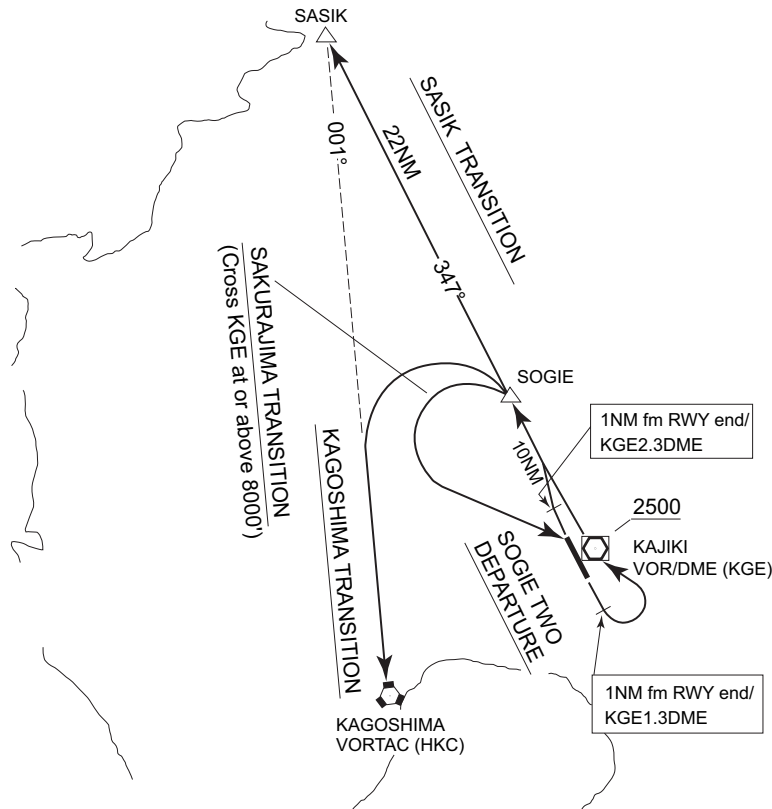 SASIK
001°
22NM
SASIK TRANSITION
347°
SAKURAJIMA TRANSITION
(Cross KGE at or above 8000')
SOGIE
1NM fm RWY end/
KGE2.3DME
10NM
KAGOSHIMA TRANSITION
2500
KAJIKI
VOR/DME (KGE)
SOGIE TWO
DEPARTURE
1NM fm RWY end/
KGE1.3DME
KAGOSHIMA
VORTAC (HKC)